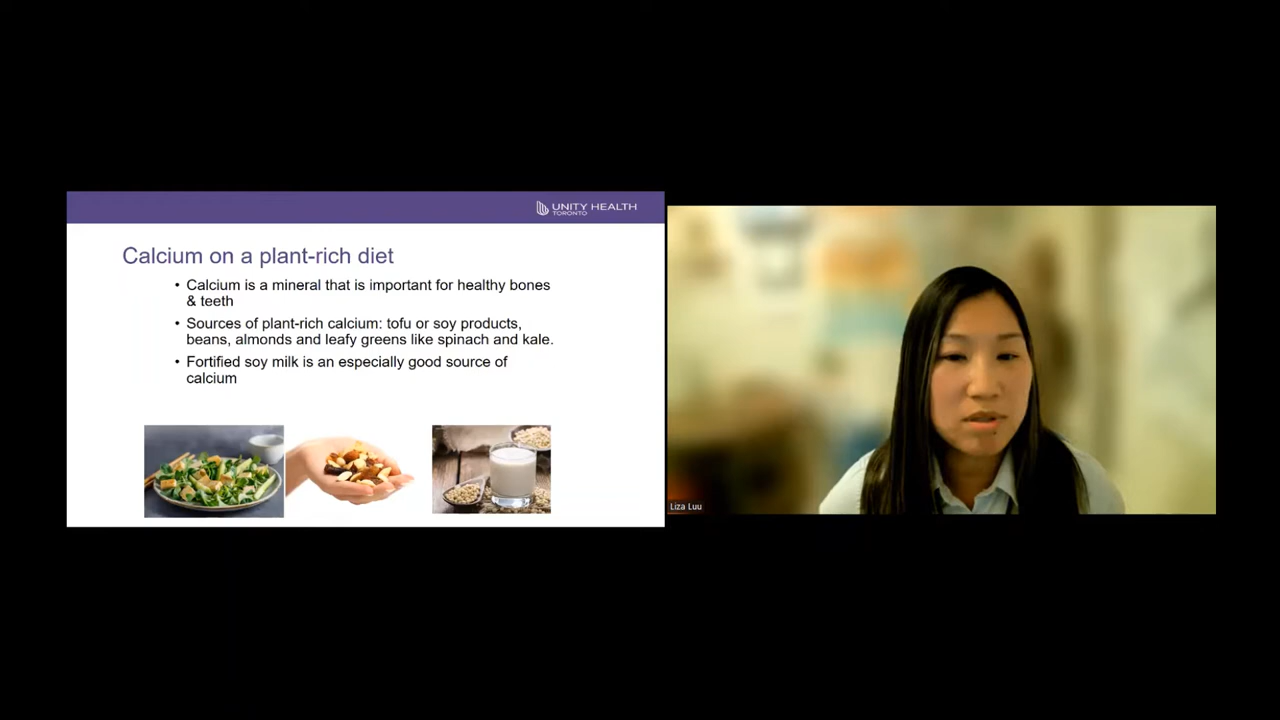 UNITY HEALTH
TORONTO
Calcium on a plant-rich diet
• Calcium is a mineral that is important for healthy bones
& teeth
• Sources of plant-rich calcium: tofu or soy products,
beans, almonds and leafy greens like spinach and kale.
• Fortified soy milk is an especially good source of
calcium
Liza Luu